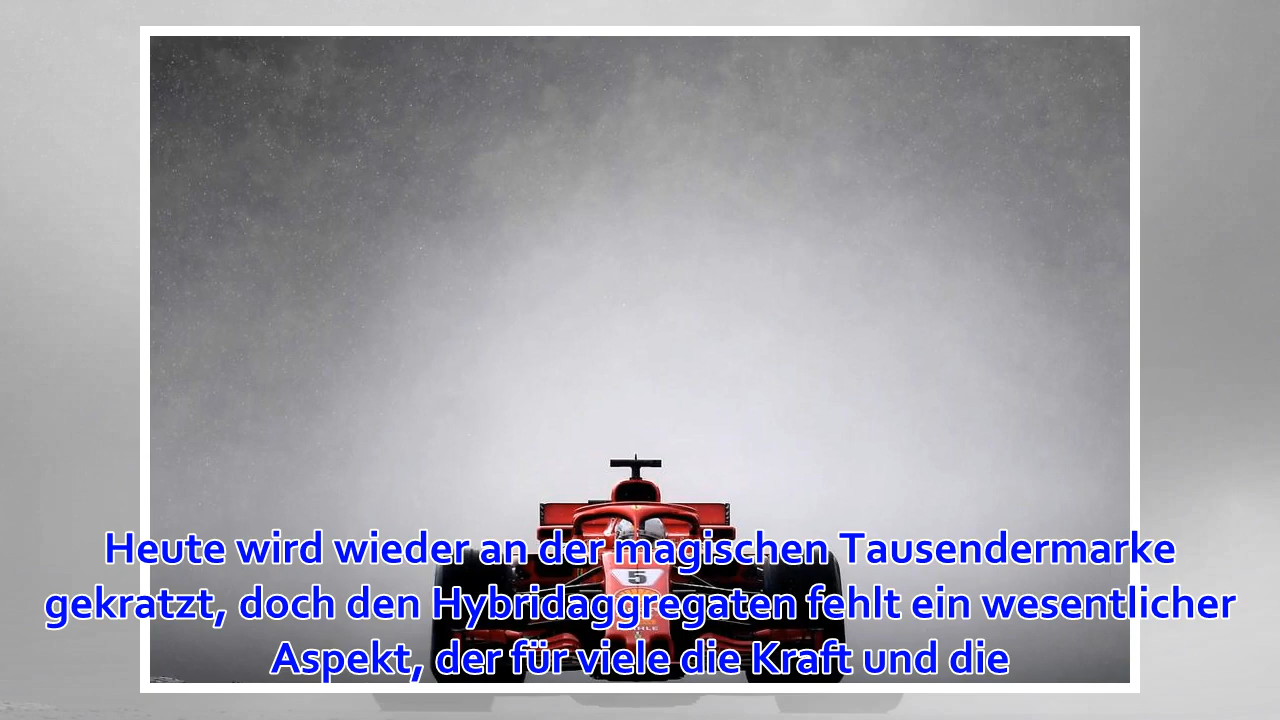 Heute wird wieder an der magischen Tausendermarke
gekratzt, doch den Hybridaggregaten fehlt ein wesentlicher
Aspekt, der für viele die Kraft und die
5